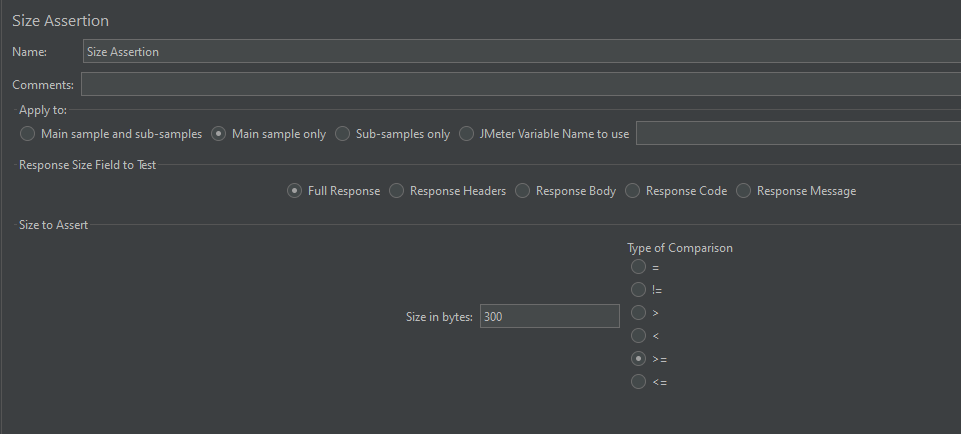 Size Assertion
Name: Size Assertion
Comments:
Apply to:
Main sample and sub-samples Main sample only Sub-samples only JMeter Variable Name to use
Response Size Field to Test
Full Response Response Headers Response Body Response Code Response Message
Size to Assert
Type of Comparison
=
!=
Size in bytes: 300 >
<
>=
<=